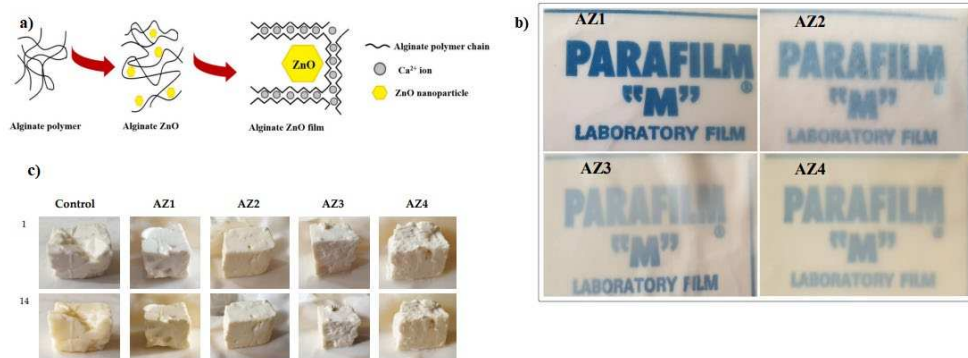 a)
ZnO
Alginate polymer chain
Ca²⁺ ion
ZnO nanoparticle
Alginate polymer
Alginate ZnO
Alginate ZnO film
b)
AZ1
PARAFILM®
"M"
LABORATORY FILM
AZ2
PARAFILM®
"M"
LABORATORY FILM
AZ3
PARAFILM®
"M"
LABORATORY FILM
AZ4
PARAFILM®
"M"
LABORATORY FILM
c)
Control AZ1 AZ2 AZ3 AZ4
1
14